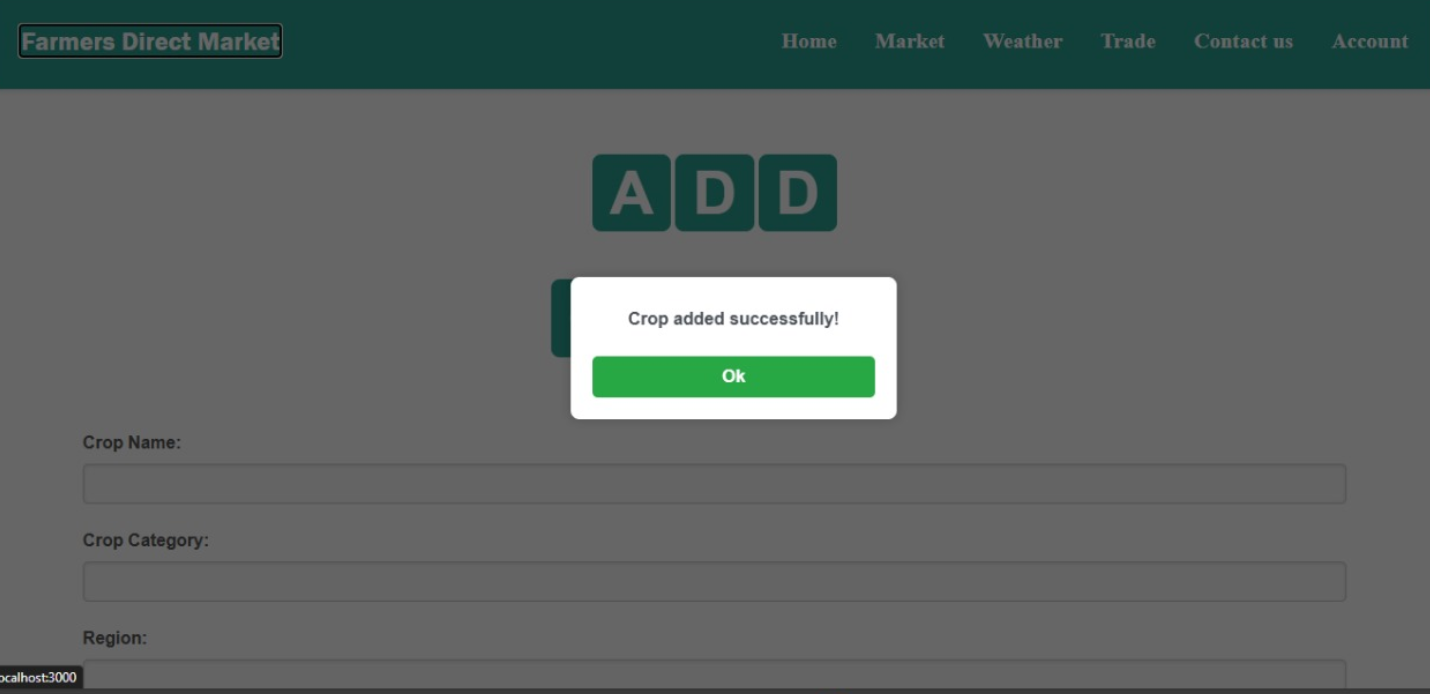 Farmers Direct Market
Home Market Weather Trade Contact us Account
ADD
Crop added successfully!
Ok
Crop Name:
Crop Category:
Region:
ocalhost:3000